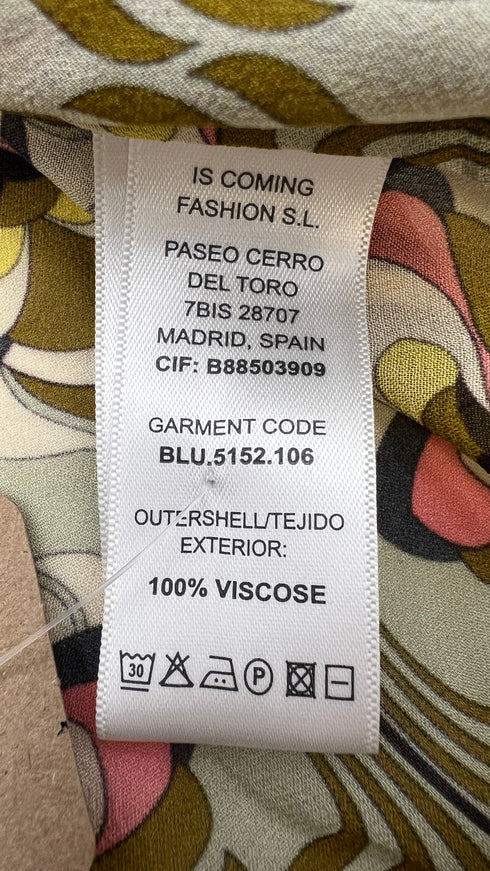 IS COMING
FASHION S.L.
PASEO CERRO
DEL TORO
7BIS 28707
MADRID, SPAIN
CIF: B88503909
GARMENT CODE
BLU.5152.106
OUTERSHELL/TEJIDO
EXTERIOR:
100% VISCOSE
30 P